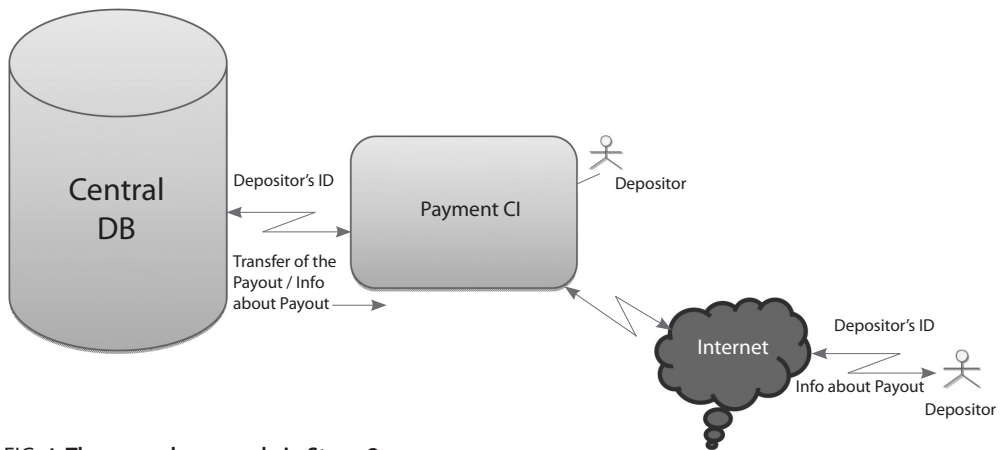 Central
DB
Depositor's ID
Transfer of the
Payout / Info
about Payout
Payment CI
Depositor
Internet
Depositor's ID
Info about Payout
Depositor